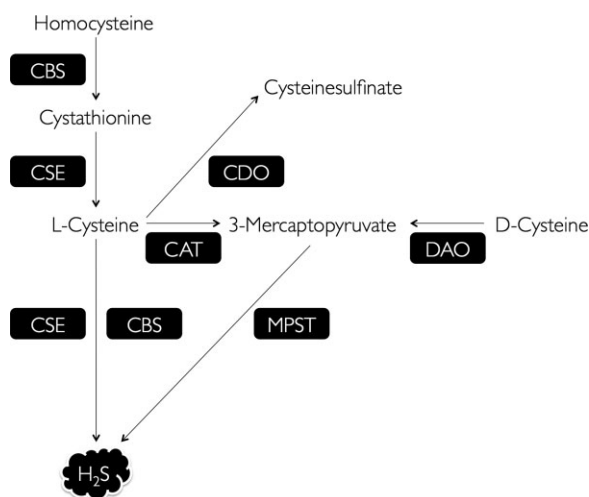 Homocysteine
CBS
Cysteinesulfinate
Cystathionine
CSE
CDO
L-Cysteine
3-Mercaptopyruvate
D-Cysteine
CAT
DAO
CSE
CBS
MPST
H₂S